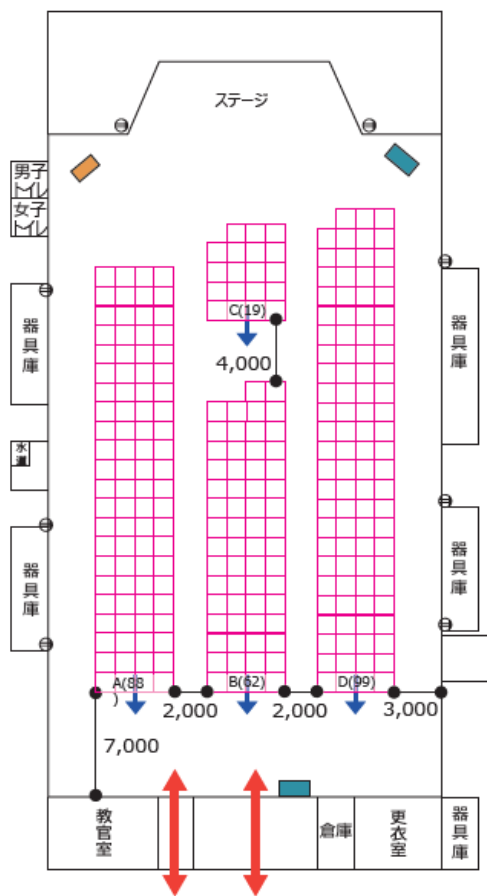 ステージ
男子
トイレ
女子
トイレ
C(19)
器具庫
器具庫
4,000
水道
器具庫
器具庫
A(88
)
B(62)
D(99)
2,000
2,000
3,000
7,000
教官室
倉庫
更衣室
器具庫